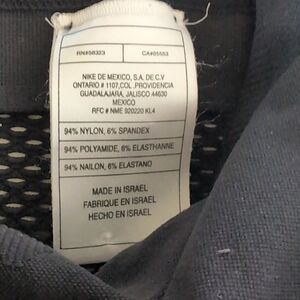 RN#56323 CA#05553
NIKE DE MEXICO, S.A. DE C.V
ONTARIO # 1107,COL.,PROVIDENCIA
GUADALAJARA, JALISCO 44630
MEXICO
RFC # NME 920220 KL4
94% NYLON, 6% SPANDEX
94% POLYAMIDE, 6% ELASTHANNE
94% NAILON, 6% ELASTANO
MADE IN ISRAEL
FABRIQUE EN ISRAEL
HECHO EN ISRAEL